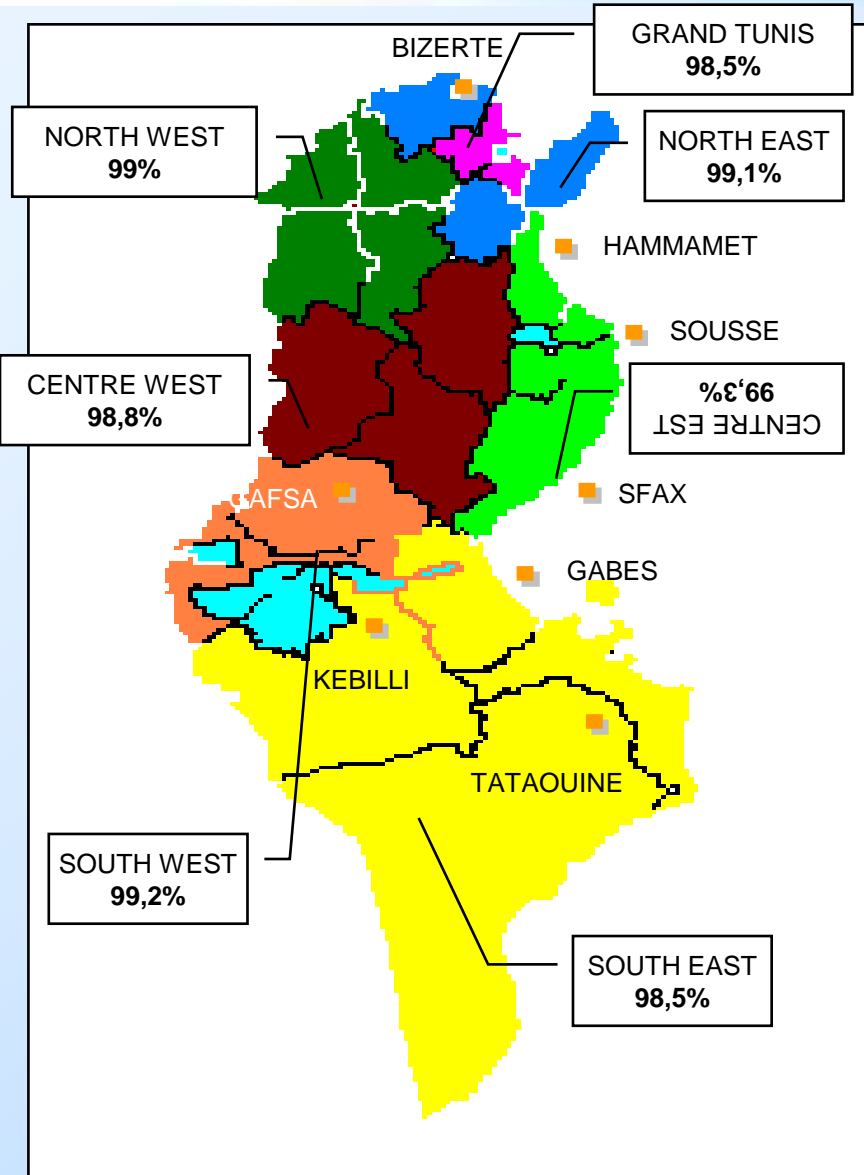 BIZERTE
GRAND TUNIS
98,5%
NORTH WEST
99%
NORTH EAST
99,1%
HAMMAMET
SOUSSE
CENTRE WEST
98,8%
CENTRE EST
99,3%
GAFSA
SFAX
GABES
KEBILLI
TATAOUINE
SOUTH WEST
99,2%
SOUTH EAST
98,5%